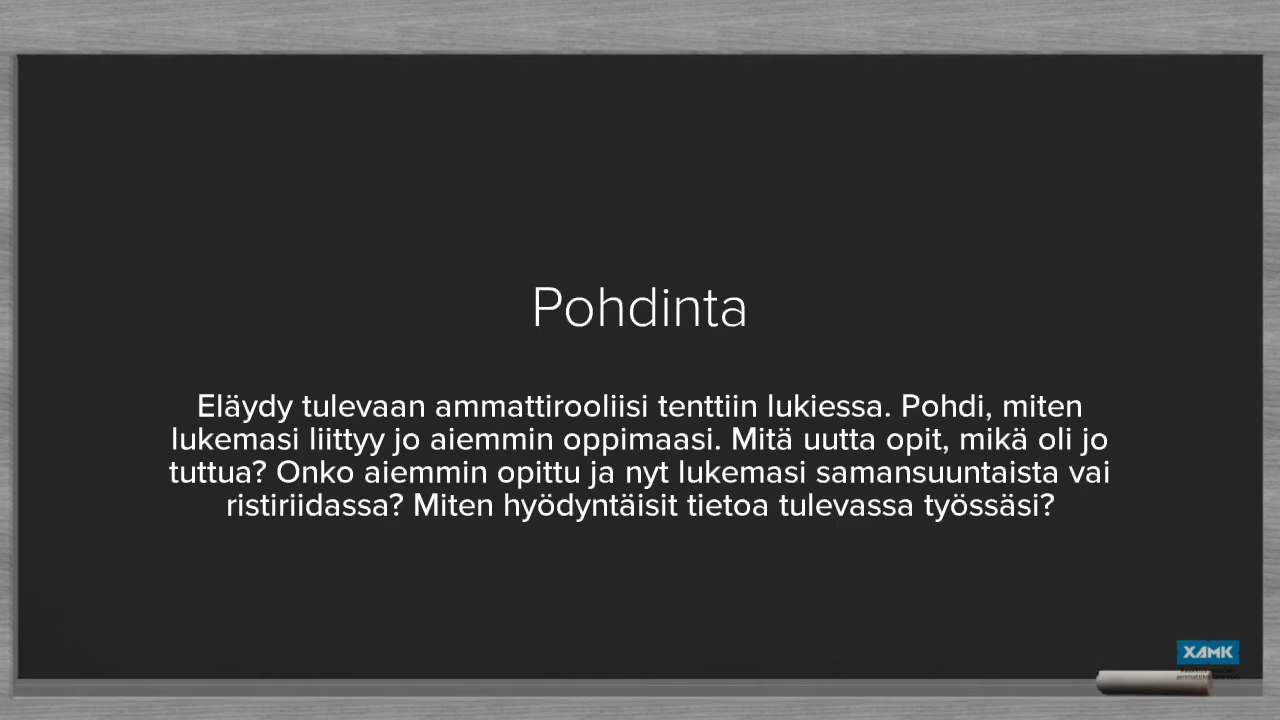 Pohdinta
Eläydy tulevaan ammattirooliisi tenttiin lukiessa. Pohdi, miten
lukemasi liittyy jo aiemmin oppimaasi. Mitä uutta opit, mikä oli jo
tuttua? Onko aiemmin opittu ja nyt lukemasi samansuuntaista vai
ristiriidassa? Miten hyödyntäisit tietoa tulevassa työssäsi?
XAMK